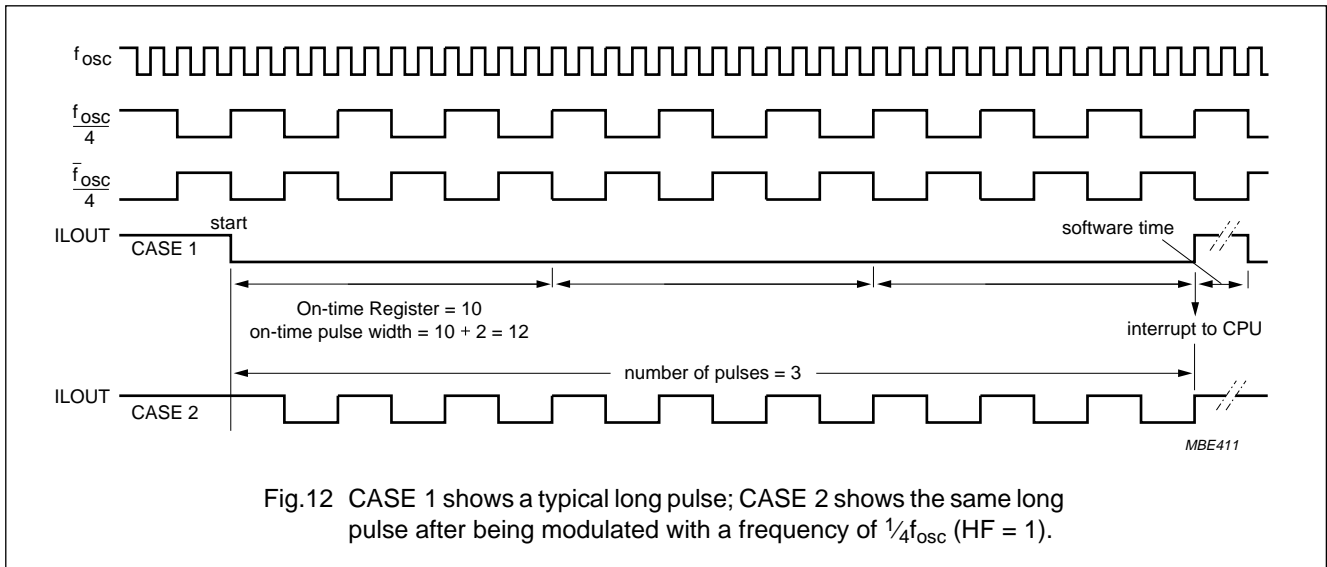 f osc
f osc
4
f̅ osc
4
start
ILOUT
CASE 1
software time
On-time Register = 10
on-time pulse width = 10 + 2 = 12
interrupt to CPU
number of pulses = 3
ILOUT
CASE 2
MBE411
Fig.12 CASE 1 shows a typical long pulse; CASE 2 shows the same long
pulse after being modulated with a frequency of ¼fosc (HF = 1).